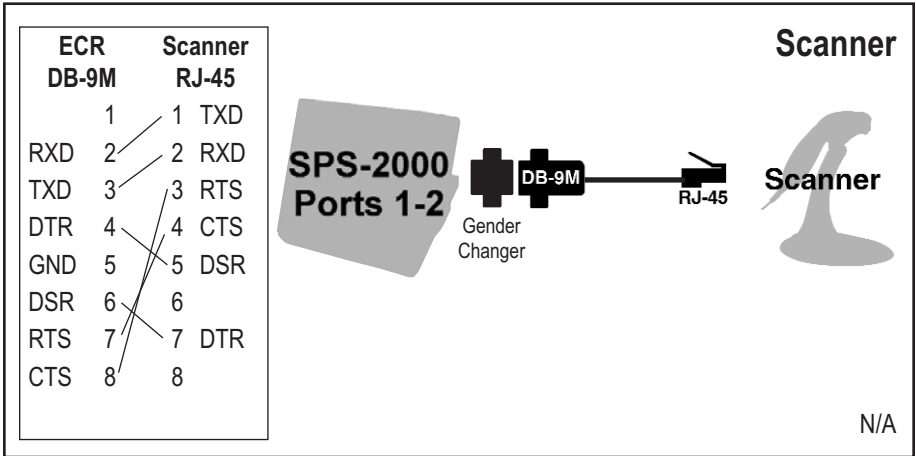 Scanner
ECR Scanner
DB-9M RJ-45
1 1 TXD
RXD 2 2 RXD
TXD 3 3 RTS
DTR 4 4 CTS
GND 5 5 DSR
DSR 6 6
RTS 7 7 DTR
CTS 8 8
SPS-2000
Ports 1-2
Gender
Changer
DB-9M
RJ-45
Scanner
N/A